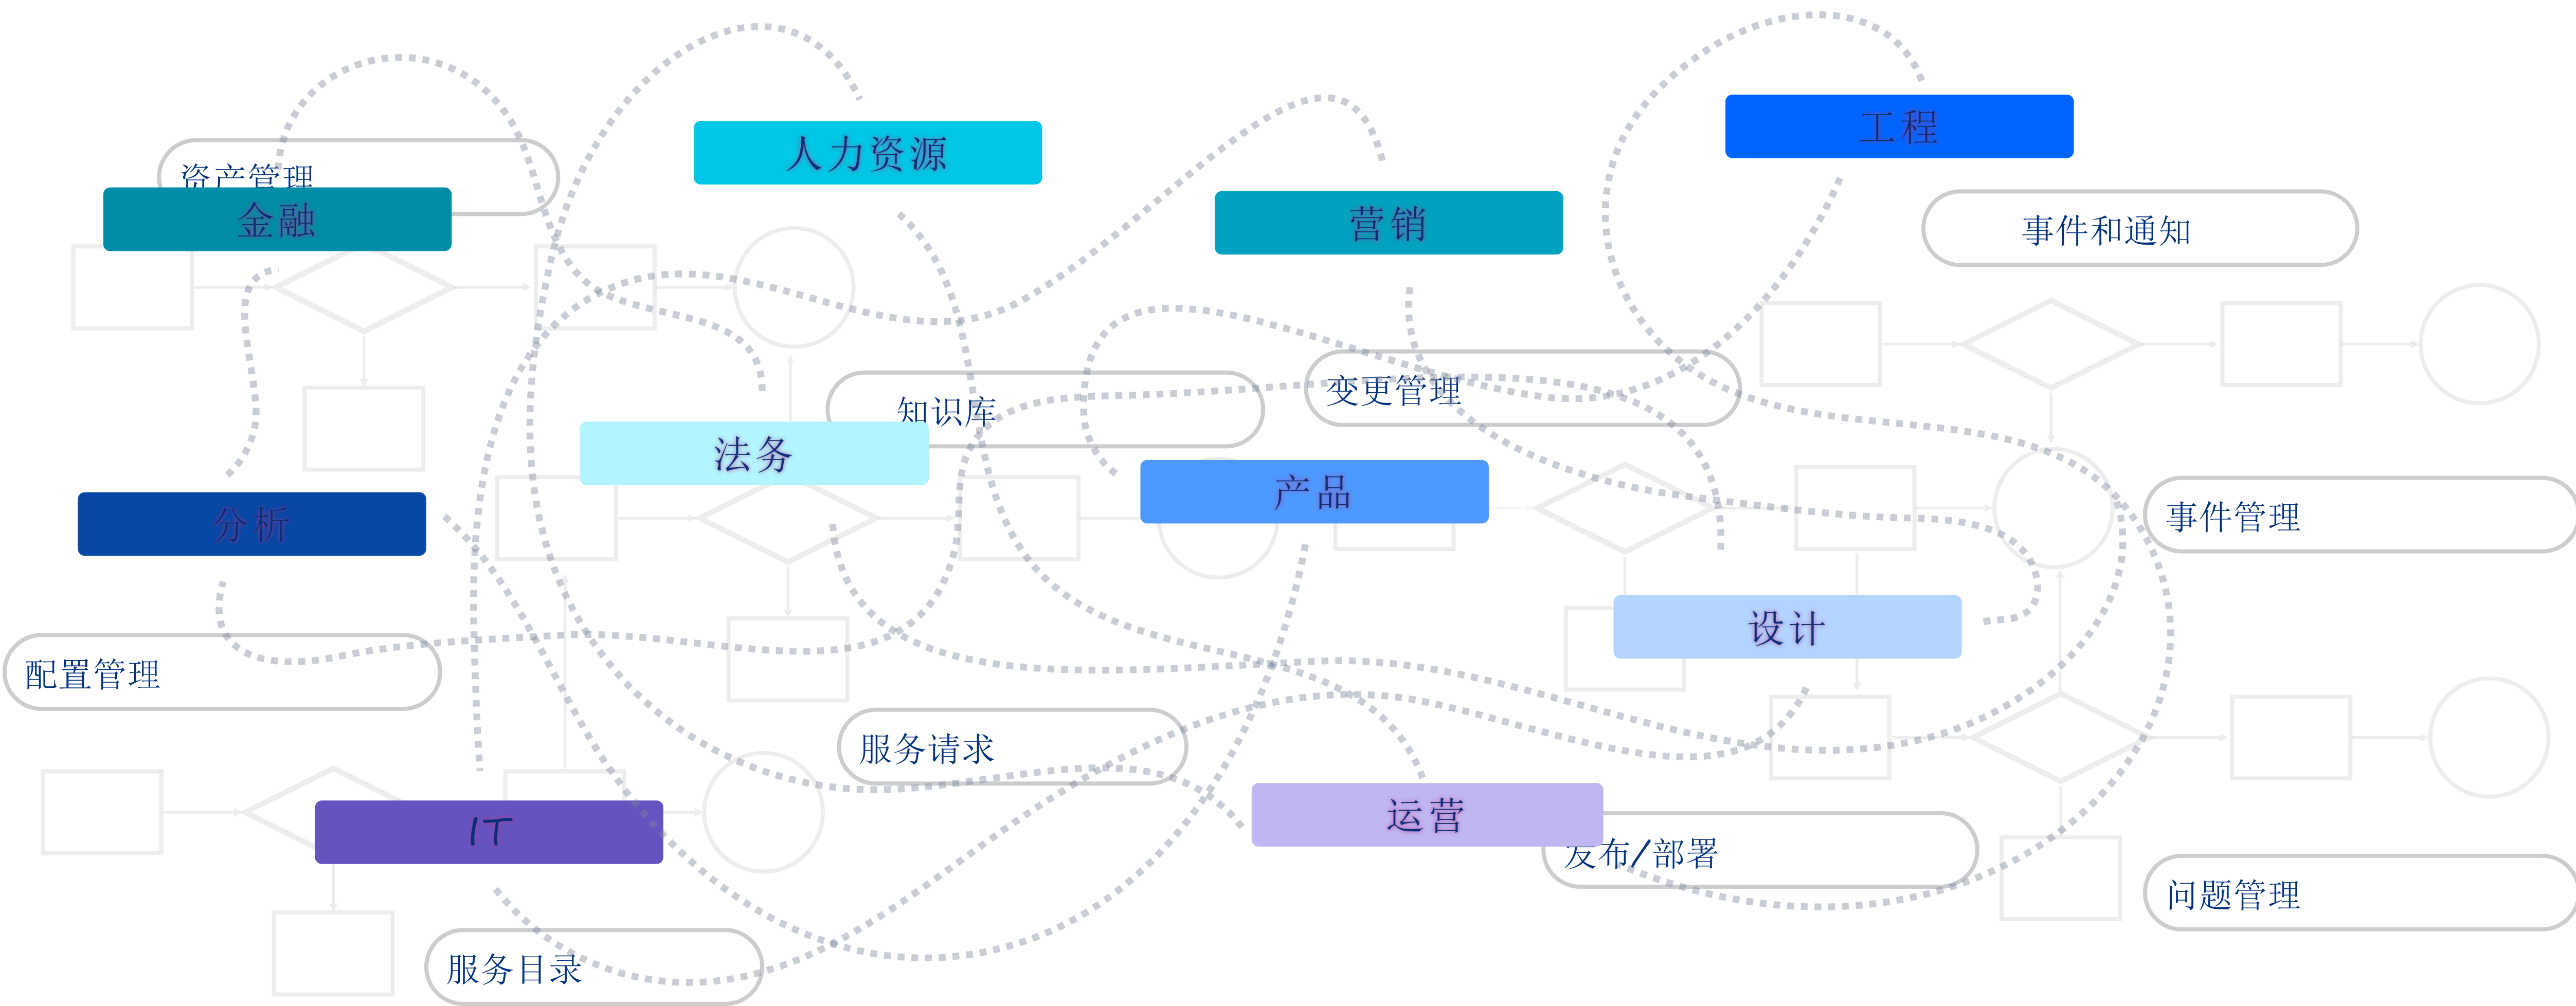 工程
人力资源
资产管理
金融
营销
事件和通知
变更管理
知识库
法务
产品
分析
事件管理
设计
配置管理
服务请求
运营
IT
发布/部署
问题管理
服务目录